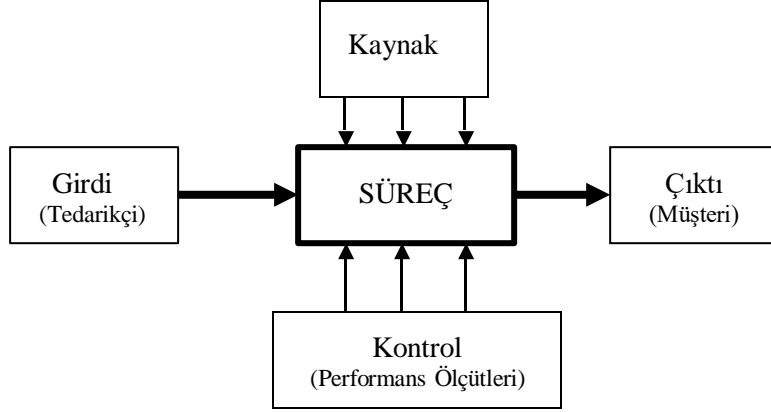 Kaynak
Girdi
(Tedarikçi)
SÜREÇ
Çıktı
(Müşteri)
Kontrol
(Performans Ölçütleri)